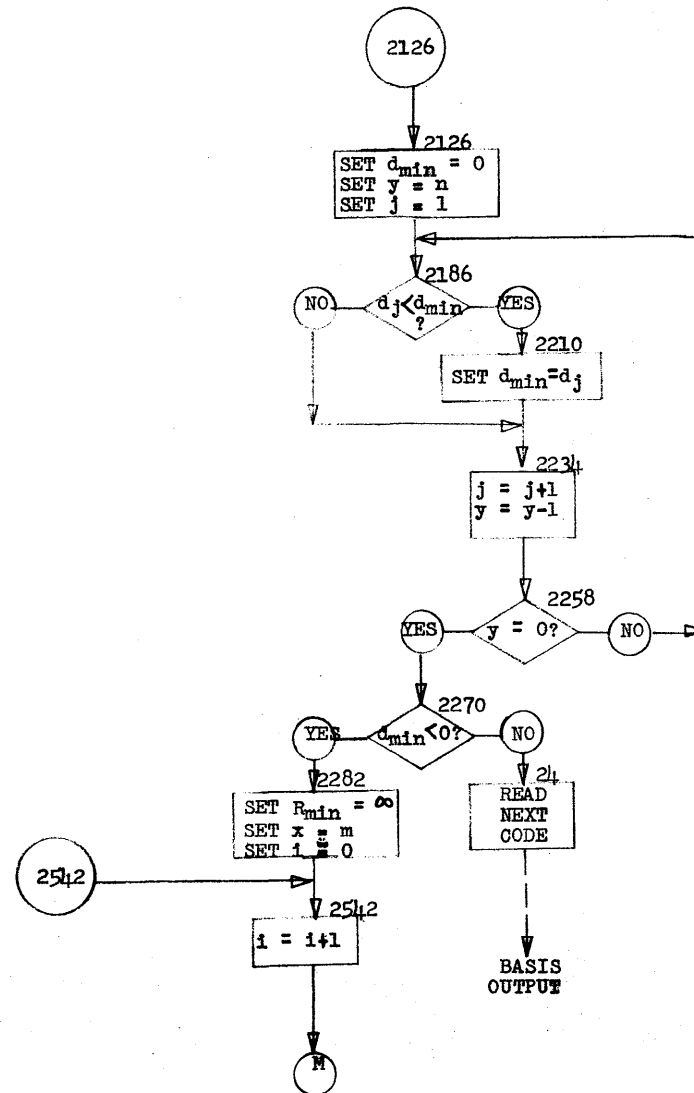 2126
2126
SET d_min = 0
SET y = n
SET j = 1
2186
NO
d_j<d_min
?
YES
2210
SET d_min=d_j
2234
j = j+1
y = y-1
2258
YES
y = 0?
NO
2270
YES
d_min<0?
NO
2282
SET R_min = ∞
SET x = m
SET i = 0
24
READ
NEXT
CODE
2542
2542
i = i+1
BASIS
OUTPUT
M